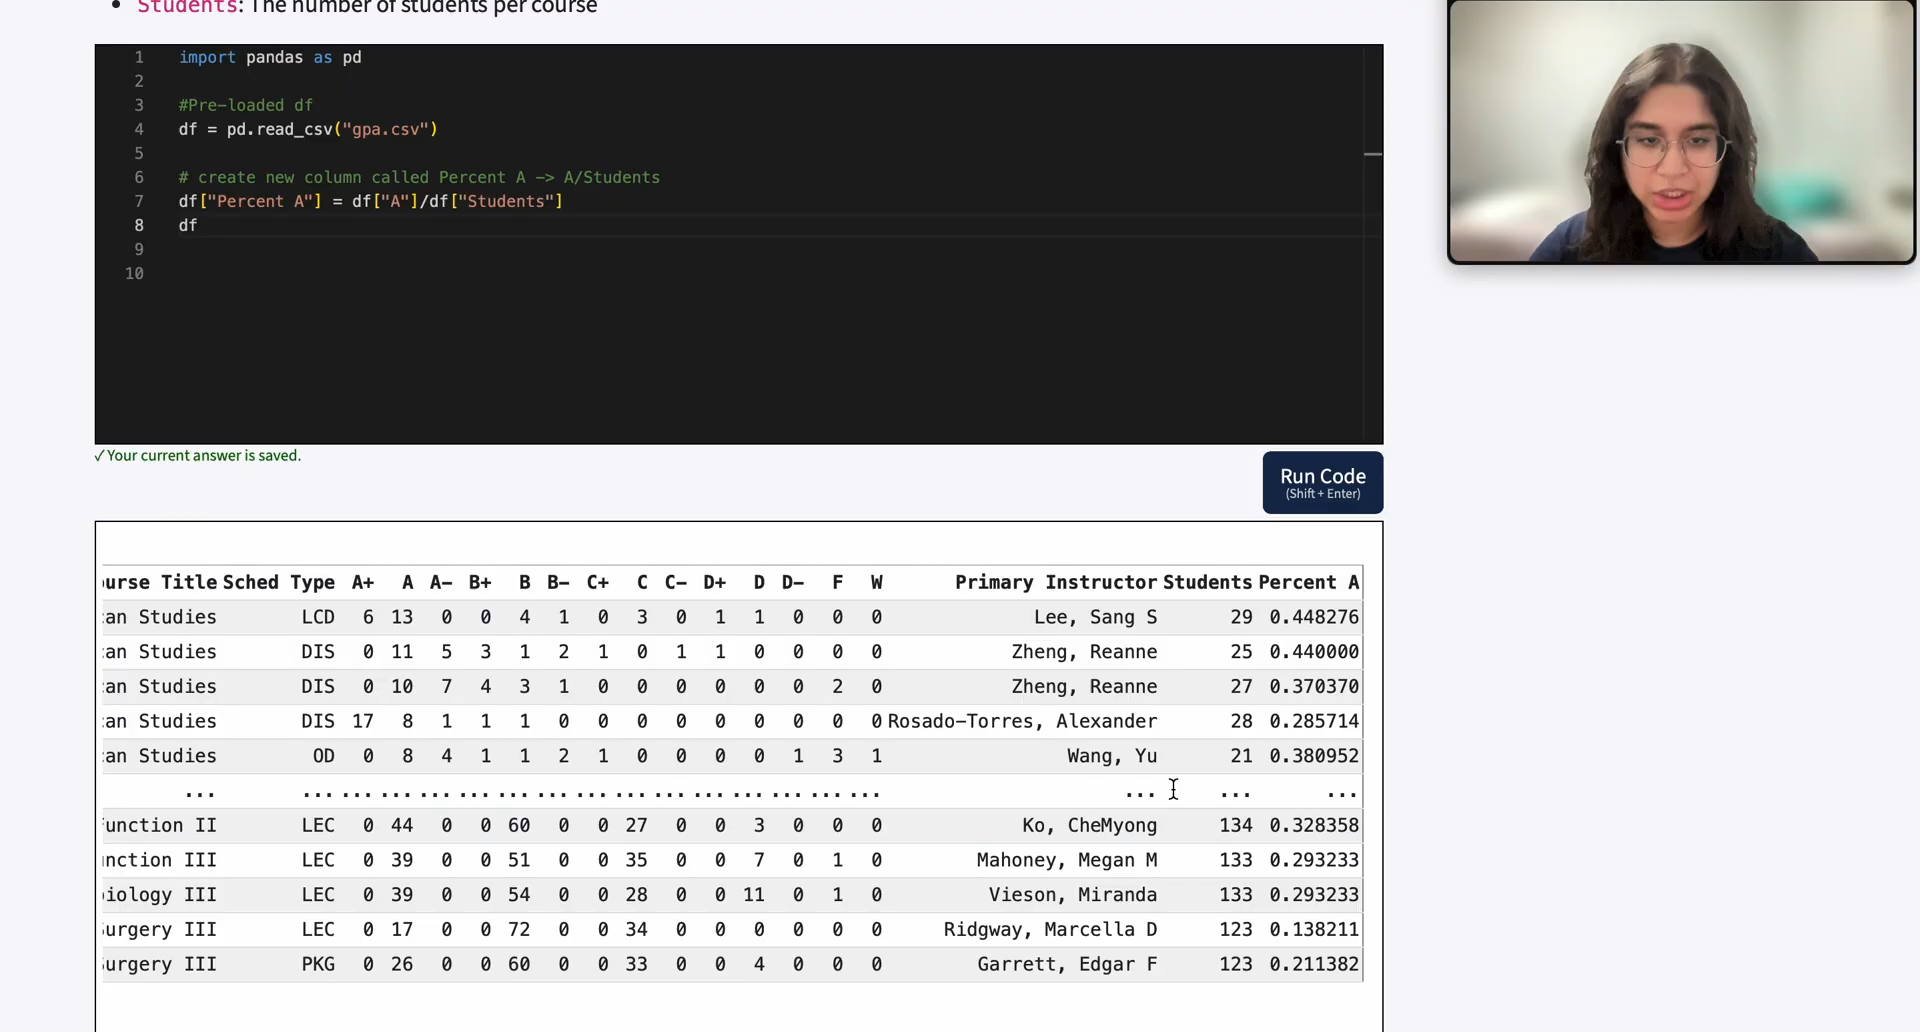 Students: The number of students per course
1 import pandas as pd
2
3 #Pre-loaded df
4 df = pd.read_csv("gpa.csv")
5
6 # create new column called Percent A -> A/Students
7 df["Percent A"] = df["A"]/df["Students"]
8 df
9
10
✓ Your current answer is saved.
Run Code
(Shift + Enter)
urse Title Sched Type A+ A A- B+ B B- C+ C C- D+ D D- F W Primary Instructor Students Percent A
an Studies LCD 6 13 0 0 4 1 0 3 0 1 1 0 0 0 Lee, Sang S 29 0.448276
an Studies DIS 0 11 5 3 1 2 1 0 1 1 0 0 0 0 Zheng, Reanne 25 0.440000
an Studies DIS 0 10 7 4 3 1 0 0 0 0 0 0 2 0 Zheng, Reanne 27 0.370370
an Studies DIS 17 8 1 1 1 0 0 0 0 0 0 0 0 0 Rosado-Torres, Alexander 28 0.285714
an Studies OD 0 8 4 1 1 2 1 0 0 0 0 1 3 1 Wang, Yu 21 0.380952
... ... ... ... ... ... ... ... ... ... ... ... ... ... ... ... ... ... ...
unction II LEC 0 44 0 0 60 0 0 27 0 0 3 0 0 0 Ko, CheMyong 134 0.328358
nction III LEC 0 39 0 0 51 0 0 35 0 0 7 0 1 0 Mahoney, Megan M 133 0.293233
iology III LEC 0 39 0 0 54 0 0 28 0 0 11 0 1 0 Vieson, Miranda 133 0.293233
urgery III LEC 0 17 0 0 72 0 0 34 0 0 0 0 0 0 Ridgway, Marcella D 123 0.138211
urgery III PKG 0 26 0 0 60 0 0 33 0 0 4 0 0 0 Garrett, Edgar F 123 0.211382